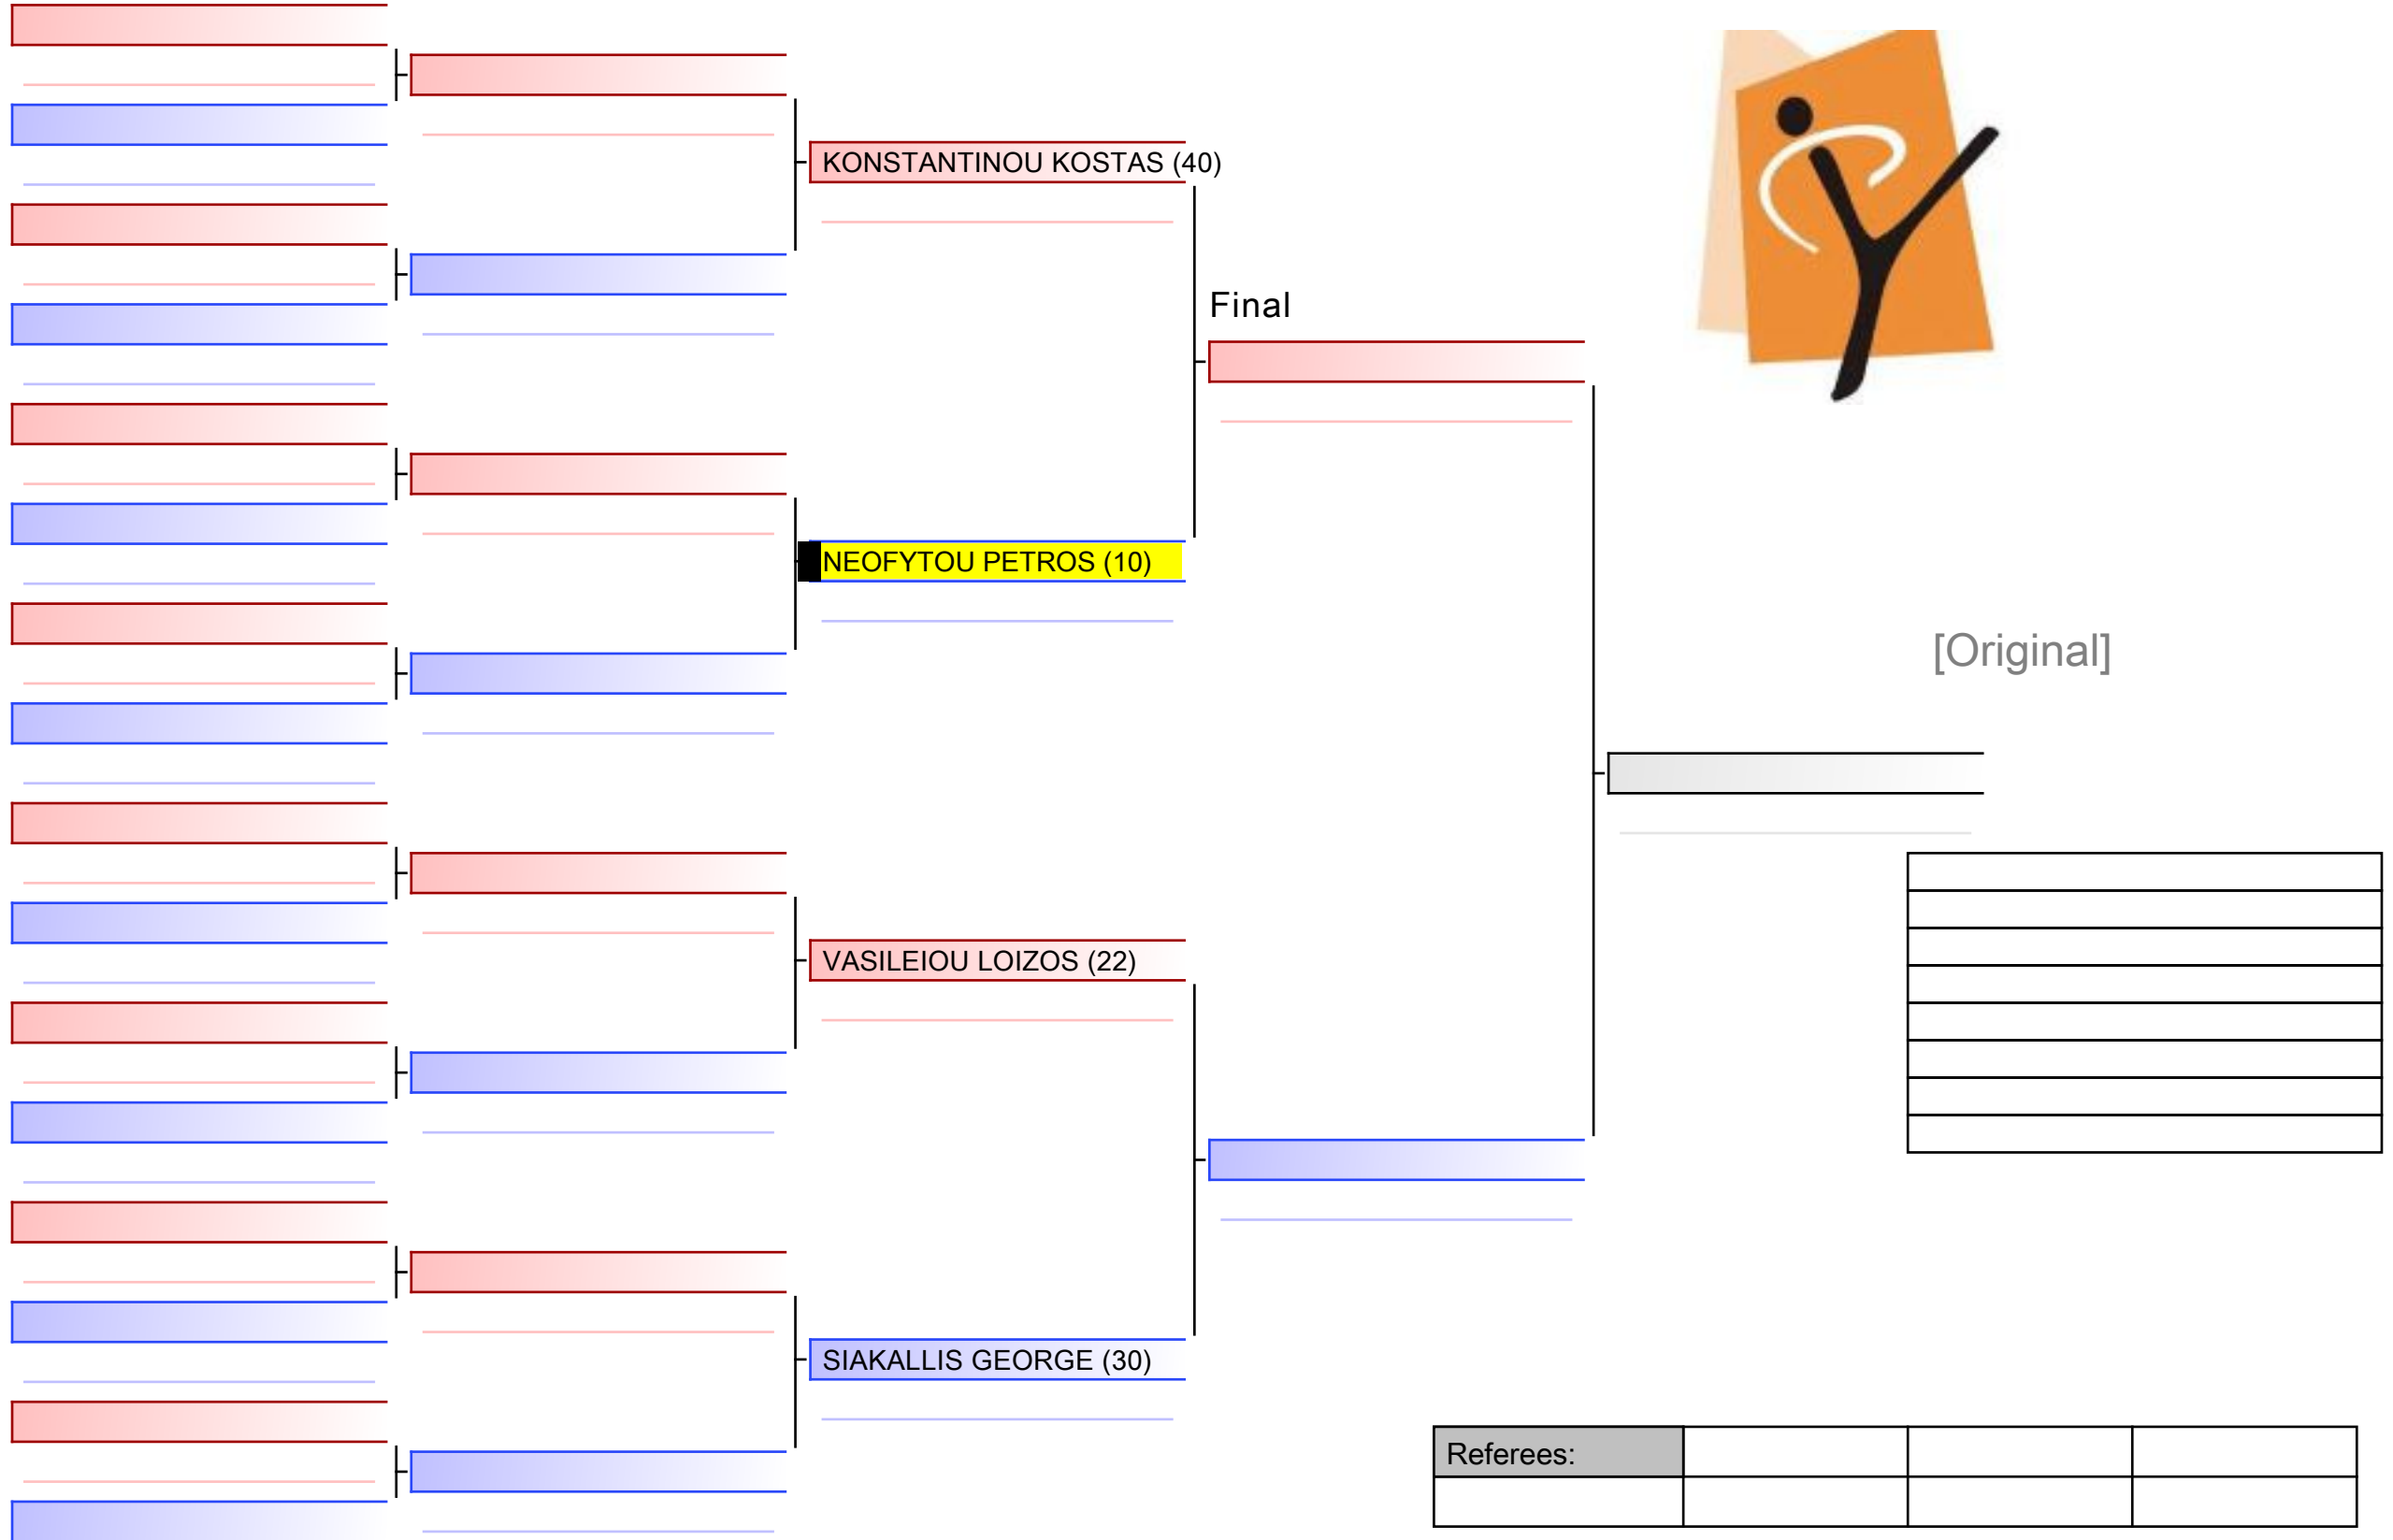 KONSTANTINOU KOSTAS (40)
Final
NEOFYTOU PETROS (10)
[Original]
VASILEIOU LOIZOS (22)
SIAKALLIS GEORGE (30)
Referees: